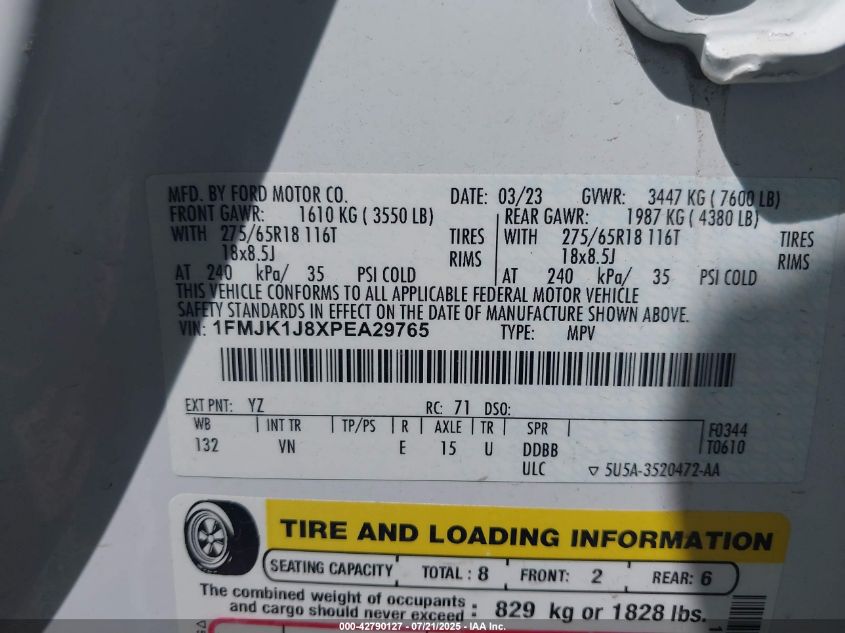 MFD. BY FORD MOTOR CO. DATE: 03/23 GVWR: 3447 KG ( 7600 LB)
FRONT GAWR: 1610 KG ( 3550 LB) REAR GAWR: 1987 KG ( 4380 LB)
WITH 275/65R18 116T TIRES WITH 275/65R18 116T TIRES
18x8.5J RIMS 18x8.5J RIMS
AT 240 kPa/ 35 PSI COLD AT 240 kPa/ 35 PSI COLD
THIS VEHICLE CONFORMS TO ALL APPLICABLE FEDERAL MOTOR VEHICLE
SAFETY STANDARDS IN EFFECT ON THE DATE OF MANUFACTURE SHOWN ABOVE.
VIN: 1FMJK1J8XPEA29765 TYPE: MPV
EXT PNT: YZ RC: 71 DSO:
WB INT TR TP/PS R AXLE TR SPR F0344
132 VN E 15 U DDBB T0610
ULC ▽ 5U5A-3520472-AA
TIRE AND LOADING INFORMATION
SEATING CAPACITY TOTAL : 8 FRONT: 2 REAR: 6
The combined weight of occupants
and cargo should never exceed : 829 kg or 1828 lbs.
000-42790127 - 07/21/2025 - IAA Inc.